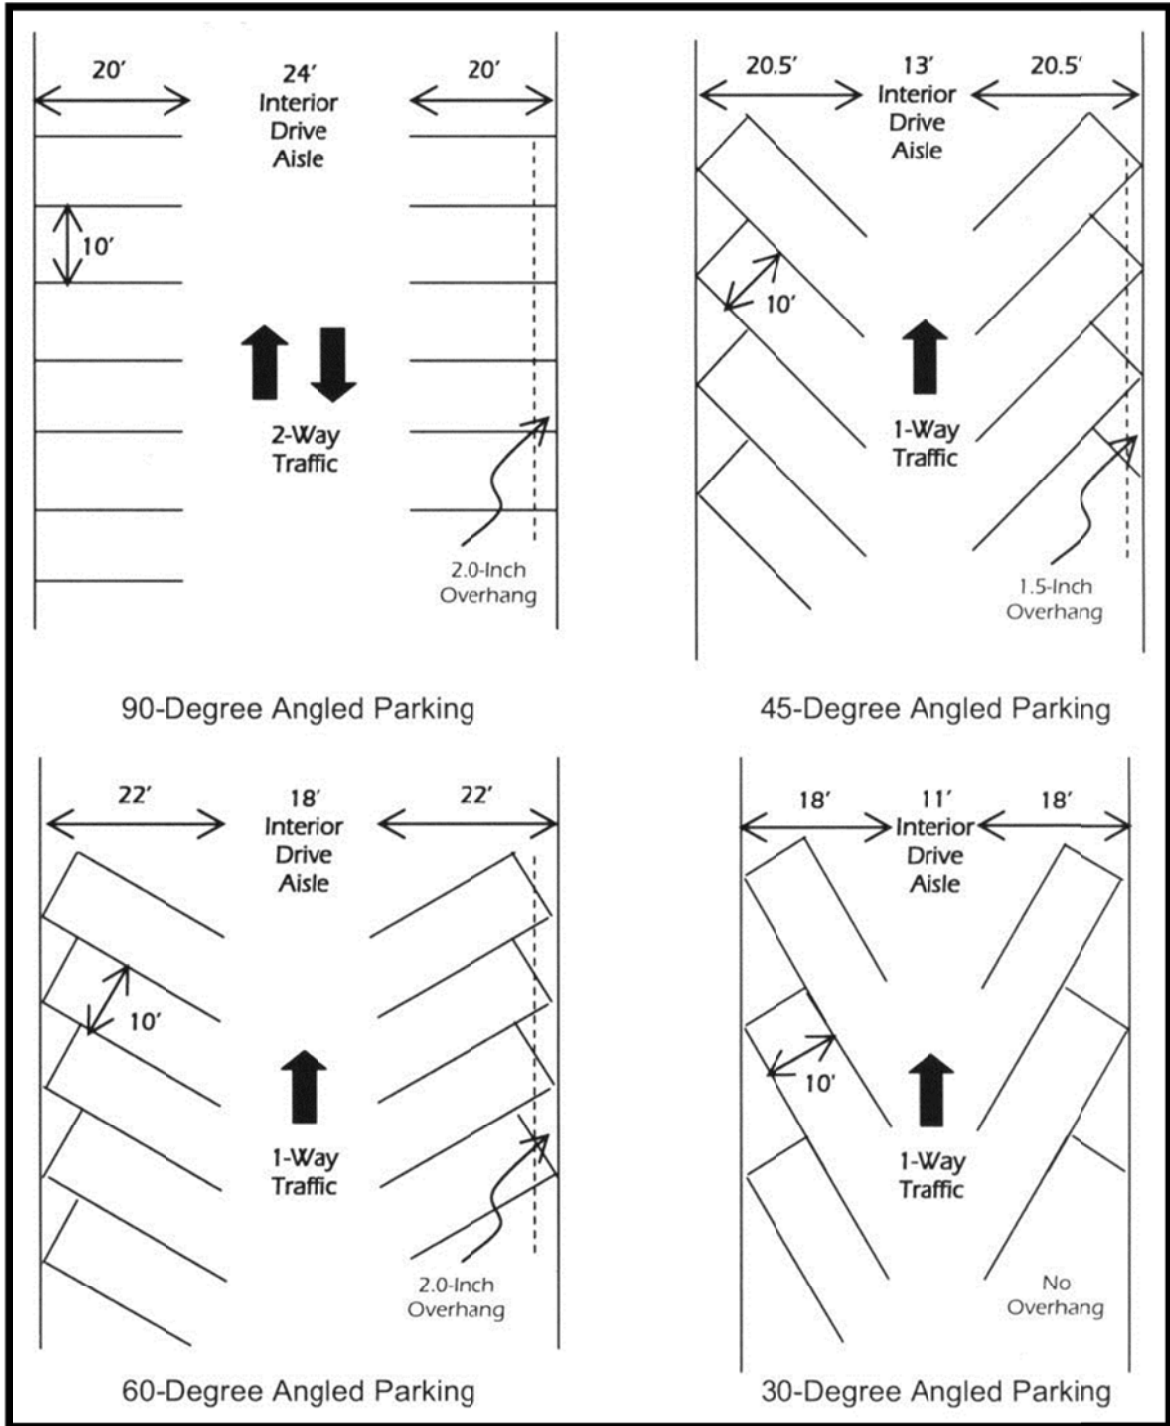 20'
24'
Interior
Drive
Aisle
20'
10'
2-Way
Traffic
2.0-Inch
Overhang
90-Degree Angled Parking
20.5'
13'
Interior
Drive
Aisle
20.5'
10'
1-Way
Traffic
1.5-Inch
Overhang
45-Degree Angled Parking
22'
18'
Interior
Drive
Aisle
22'
10'
1-Way
Traffic
2.0-Inch
Overhang
60-Degree Angled Parking
18'
11'
Interior
Drive
Aisle
18'
10'
1-Way
Traffic
No
Overhang
30-Degree Angled Parking